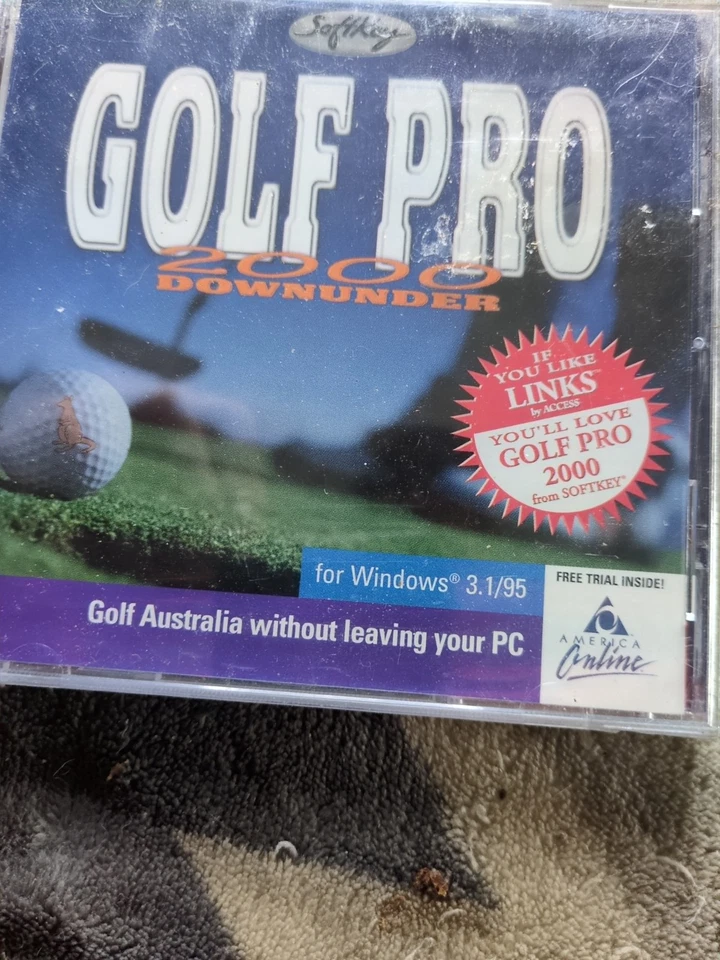 SoftKey
GOLF PRO
2000
DOWNUNDER
IF
YOU LIKE
LINKS™
by ACCESS
YOU'LL LOVE
GOLF PRO
2000
from SOFTKEY®
for Windows® 3.1/95
Golf Australia without leaving your PC
FREE TRIAL INSIDE!
AMERICA
Online